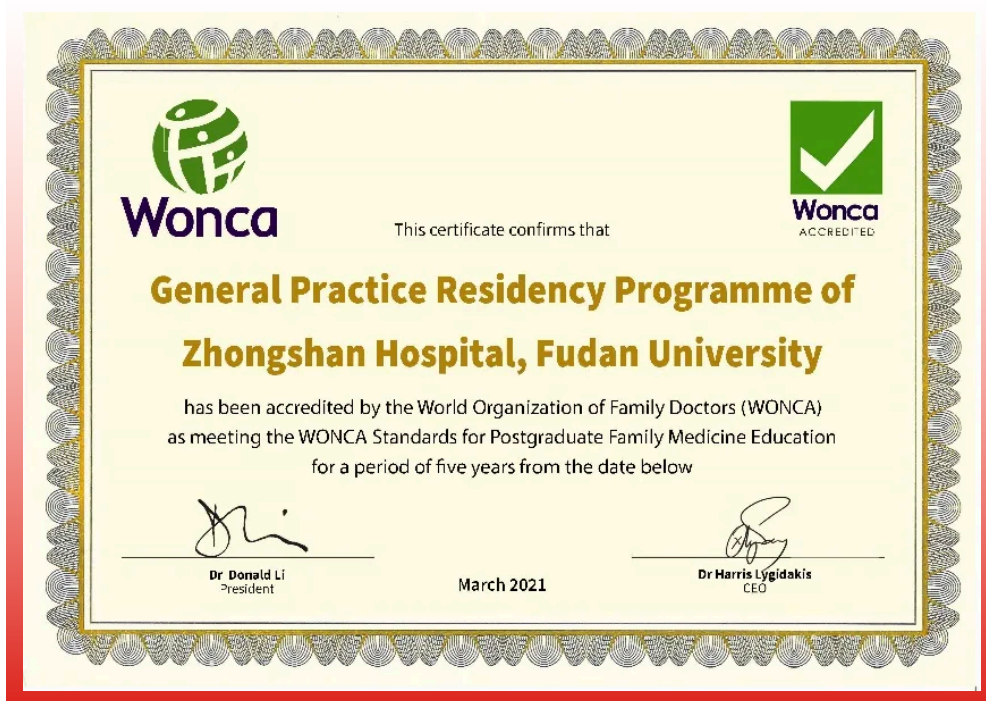 Wonca
Wonca
ACCREDITED
This certificate confirms that
General Practice Residency Programme of
Zhongshan Hospital, Fudan University
has been accredited by the World Organization of Family Doctors (WONCA)
as meeting the WONCA Standards for Postgraduate Family Medicine Education
for a period of five years from the date below
Dr Donald Li
President
March 2021
Dr Harris Lygidakis
CEO